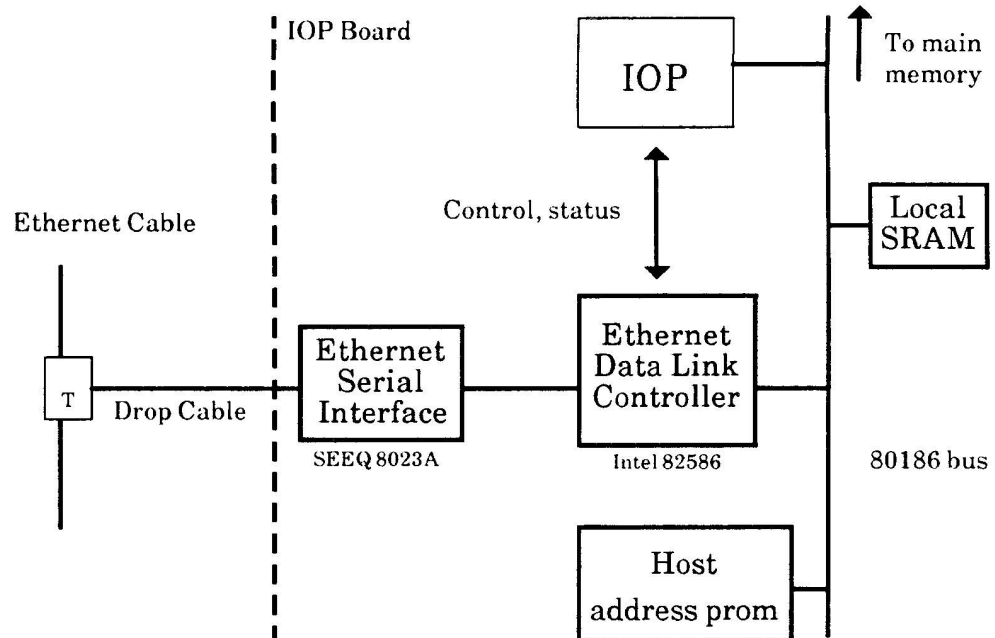 IOP Board
IOP
To main
memory
Control, status
Local
SRAM
Ethernet Cable
Ethernet
Serial
Interface
Ethernet
Data Link
Controller
T
Drop Cable
SEEQ 8023A
Intel 82586
80186 bus
Host
address prom